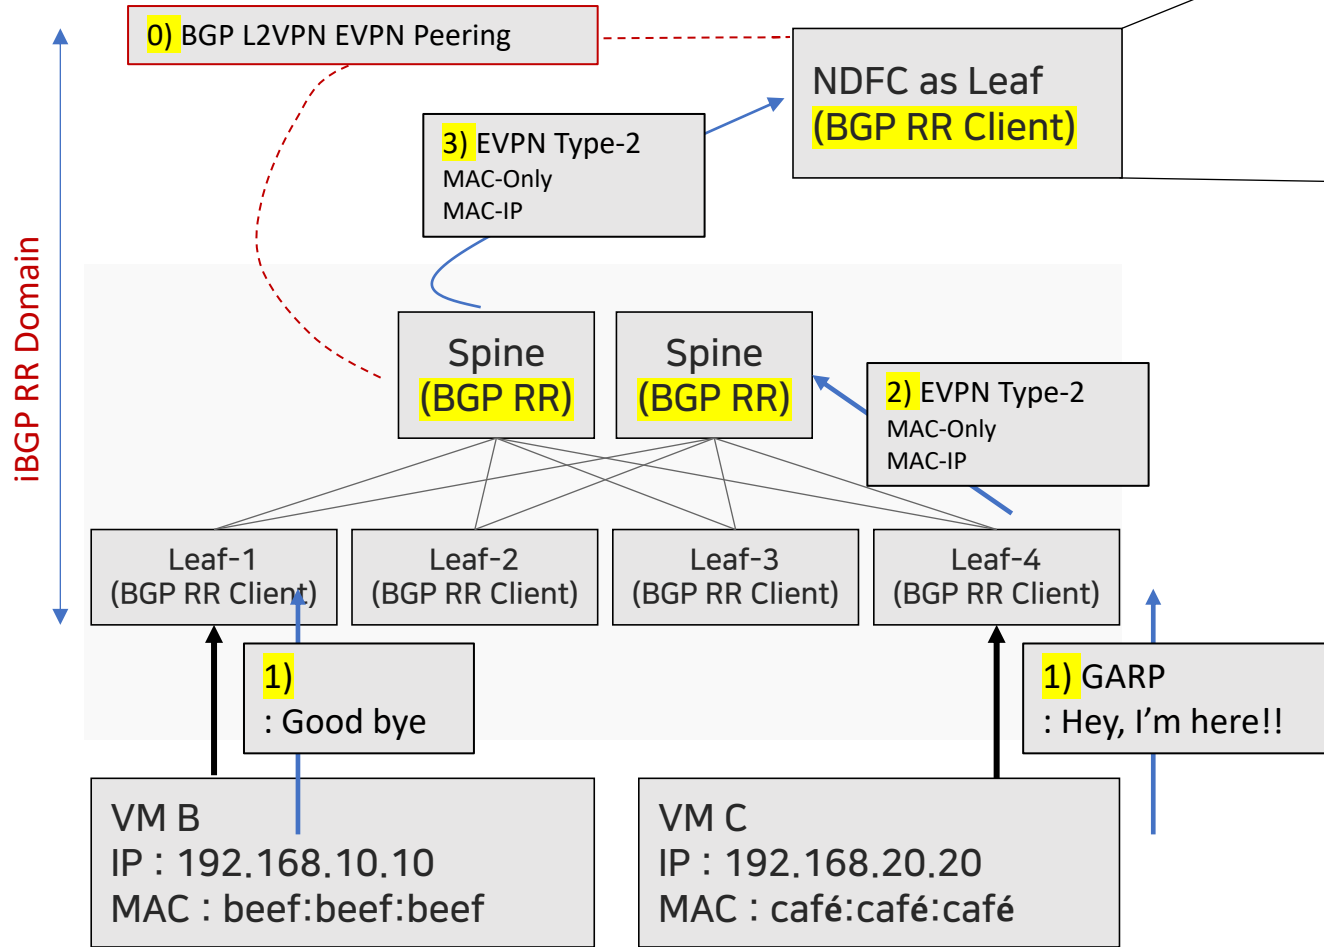 0) BGP L2VPN EVPN Peering
NDFC as Leaf
(BGP RR Client)
3) EVPN Type-2
MAC-Only
MAC-IP
iBGP RR Domain
Spine
(BGP RR)
Spine
(BGP RR)
2) EVPN Type-2
MAC-Only
MAC-IP
Leaf-1
(BGP RR Client)
Leaf-2
(BGP RR Client)
Leaf-3
(BGP RR Client)
Leaf-4
(BGP RR Client)
1)
: Good bye
1) GARP
: Hey, I’m here!!
VM B
IP : 192.168.10.10
MAC : beef:beef:beef
VM C
IP : 192.168.20.20
MAC : café:café:café